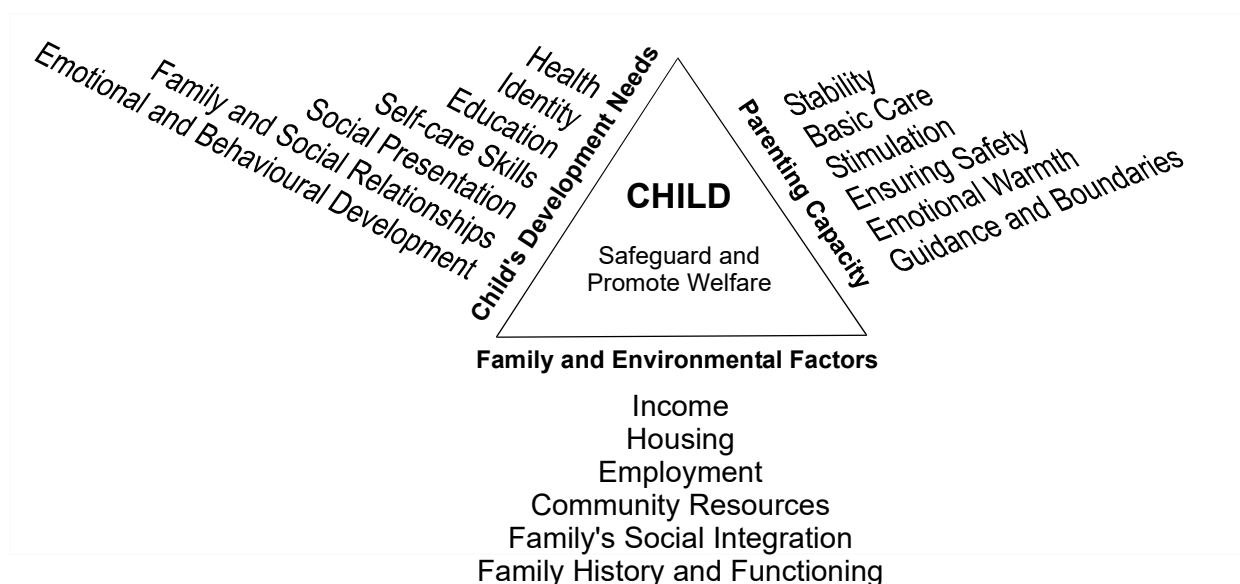 Health
Identity
Education
Self-care Skills
Social Presentation
Family and Social Relationships
Emotional and Behavioural Development
Child's Development Needs
CHILD
Safeguard and
Promote Welfare
Parenting Capacity
Stability
Basic Care
Stimulation
Ensuring Safety
Emotional Warmth
Guidance and Boundaries
Family and Environmental Factors
Income
Housing
Employment
Community Resources
Family's Social Integration
Family History and Functioning